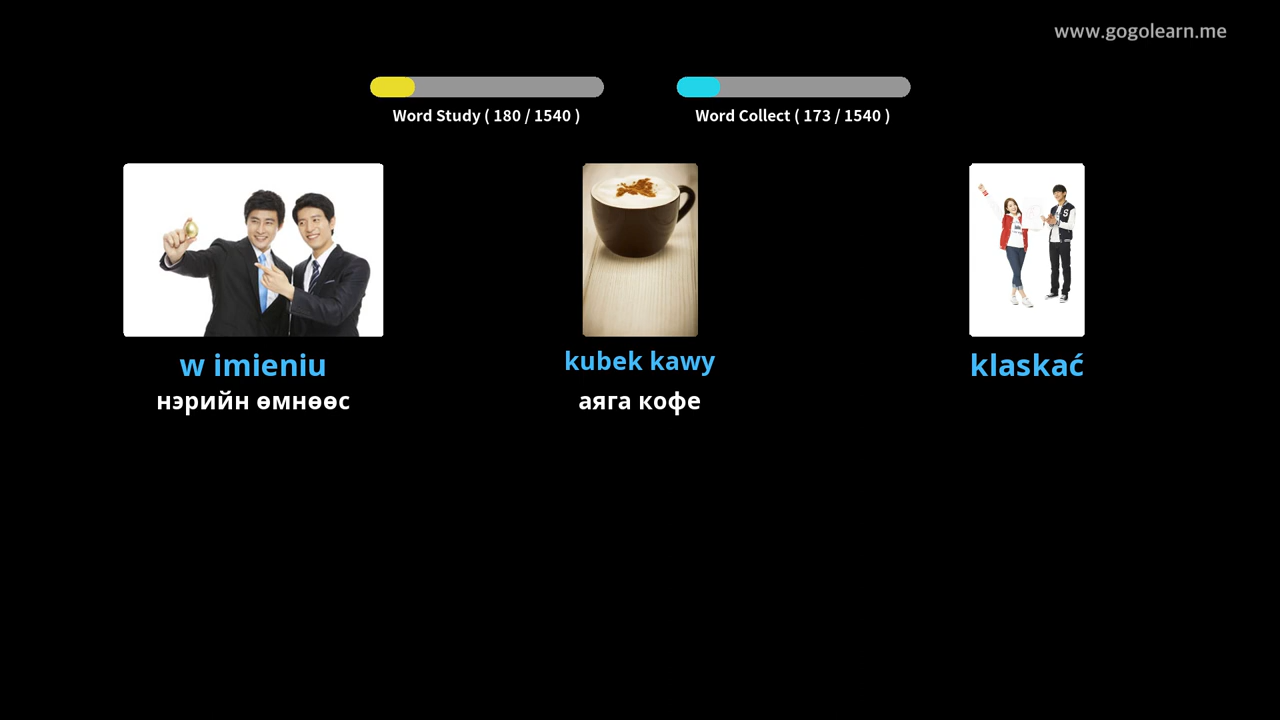 www.gogolearn.me
Word Study ( 180 / 1540 )
Word Collect ( 173 / 1540 )
w imieniu
нэрийн өмнөөс
kubek kawy
аяга кофе
klaskać